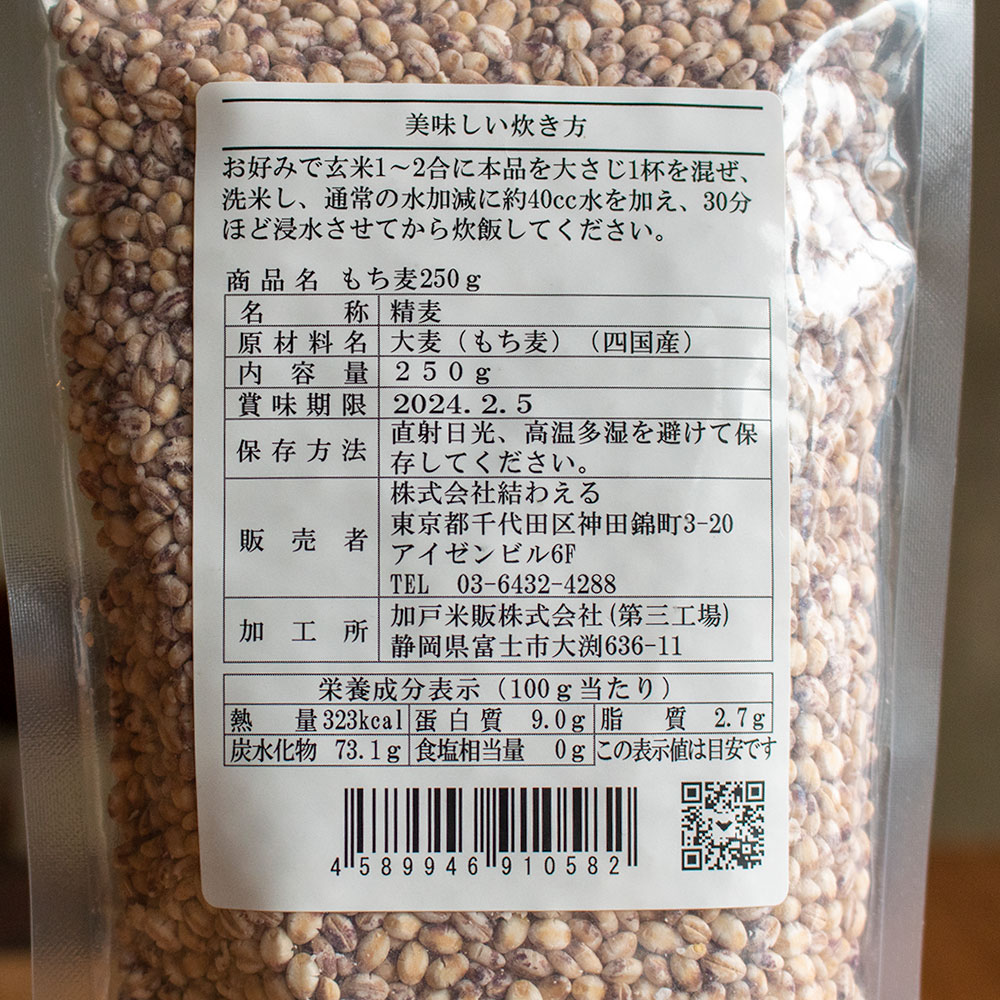 美味しい炊き方
お好みで玄米1～2合に本品を大さじ1杯を混ぜ、
洗米し、通常の水加減に約40cc水を加え、30分
ほど浸水させてから炊飯してください。
商品名 もち麦250g
名称 精麦
原材料名 大麦（もち麦）（四国産）
内容量 250g
賞味期限 2024.2.5
保存方法 直射日光、高温多湿を避けて保
存してください。
販売者 株式会社結わえる
東京都千代田区神田錦町3-20
アイゼンビル6F
TEL 03-6432-4288
加工所 加戸米販株式会社(第三工場)
静岡県富士市大渕636-11
栄養成分表示（100g当たり）
熱量 323kcal 蛋白質 9.0g 脂質 2.7g
炭水化物 73.1g 食塩相当量 0g この表示値は目安です
4 589946 910582